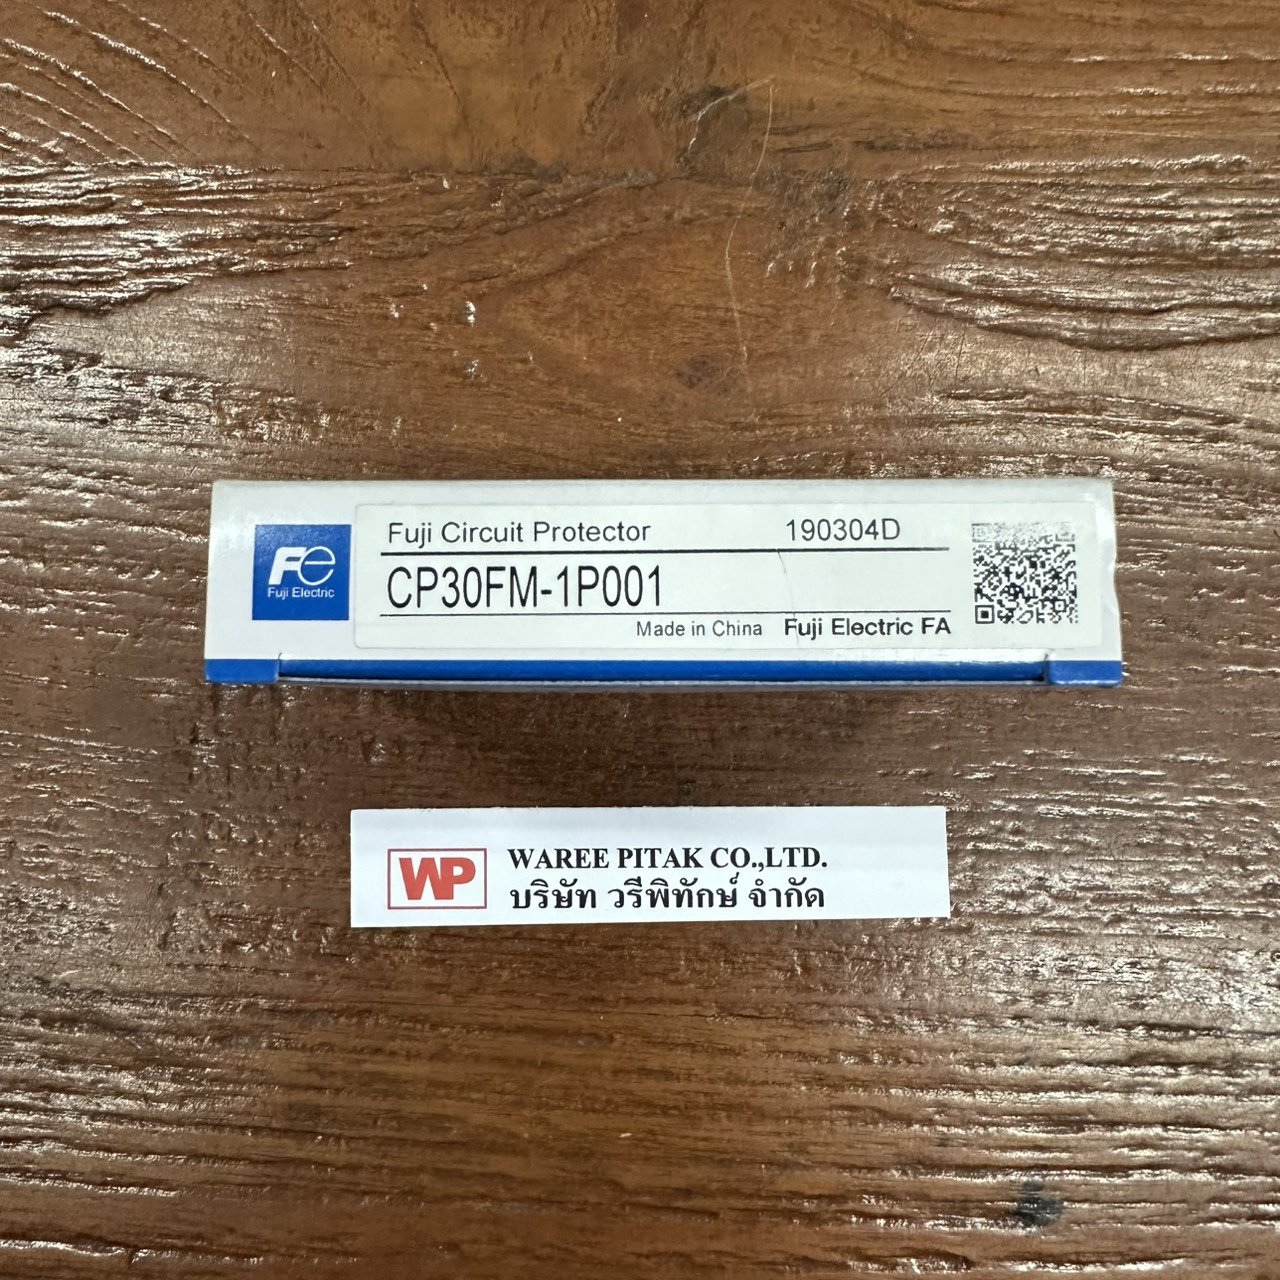 Fe
Fuji Electric
Fuji Circuit Protector 190304D
CP30FM-1P001
Made in China Fuji Electric FA
WP
WAREE PITAK CO.,LTD.
บริษัท วรีพิทักษ์ จำกัด